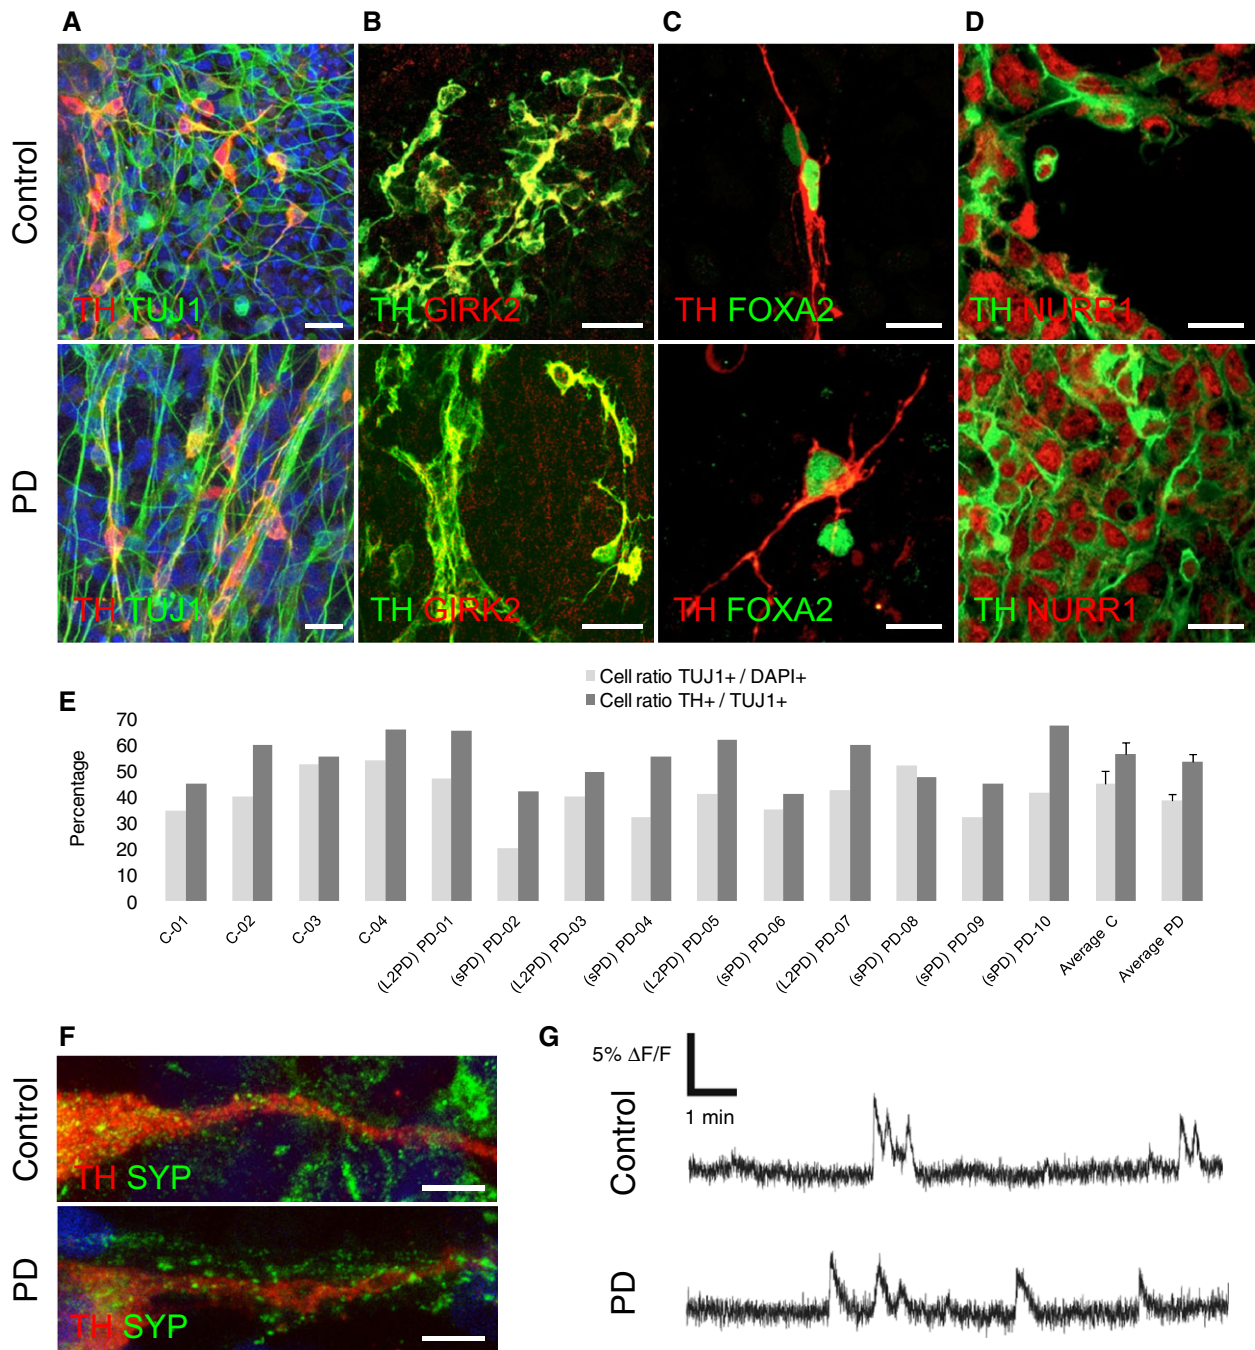 A B C D
Control
TH TUJ1 TH GIRK2 TH FOXA2 TH NURR1
PD
TH TUJ1 TH GIRK2 TH FOXA2 TH NURR1
E
Cell ratio TUJ1+ / DAPI+
Cell ratio TH+ / TUJ1+
Percentage
70
60
50
40
30
20
10
0
C-01
C-02
C-03
C-04
(L2PD) PD-01
(sPD) PD-02
(L2PD) PD-03
(sPD) PD-04
(L2PD) PD-05
(sPD) PD-06
(L2PD) PD-07
(sPD) PD-08
(sPD) PD-09
(sPD) PD-10
Average C
Average PD
F
Control
TH SYP
PD
TH SYP
G
5% ΔF/F
1 min
Control
PD